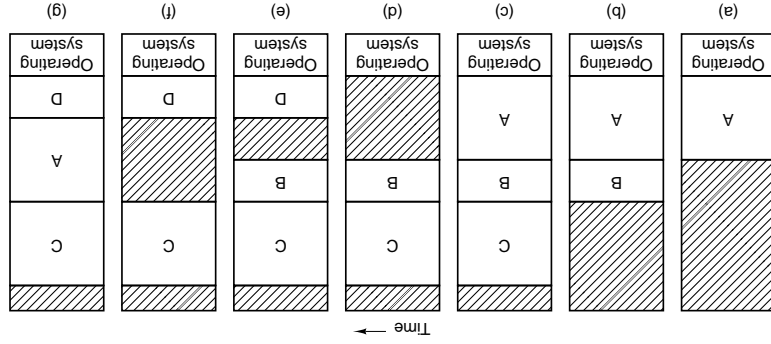 Time
A
Operating
system
(a)
B
A
Operating
system
(b)
C
B
A
Operating
system
(c)
C
B
Operating
system
(d)
C
B
D
Operating
system
(e)
C
D
Operating
system
(f)
C
A
D
Operating
system
(g)